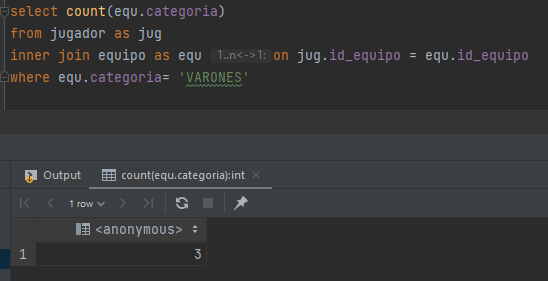 select count(equ.categoria)
from jugador as jug
inner join equipo as equ 1..n<->1: on jug.id_equipo = equ.id_equipo
where equ.categoria= 'VARONES'
Output count(equ.categoria):int
1 row
<anonymous>
1 3